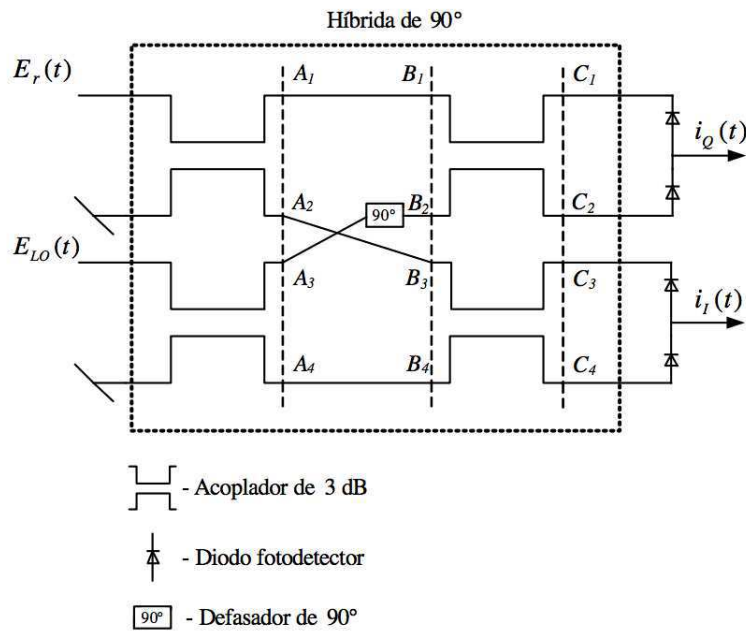 Híbrida de 90°
E_r(t) A_1 B_1 C_1
i_Q(t)
A_2 90° B_2 C_2
E_LO(t) A_3 B_3 C_3
i_I(t)
A_4 B_4 C_4
- Acoplador de 3 dB
- Diodo fotodetector
90° - Defasador de 90°